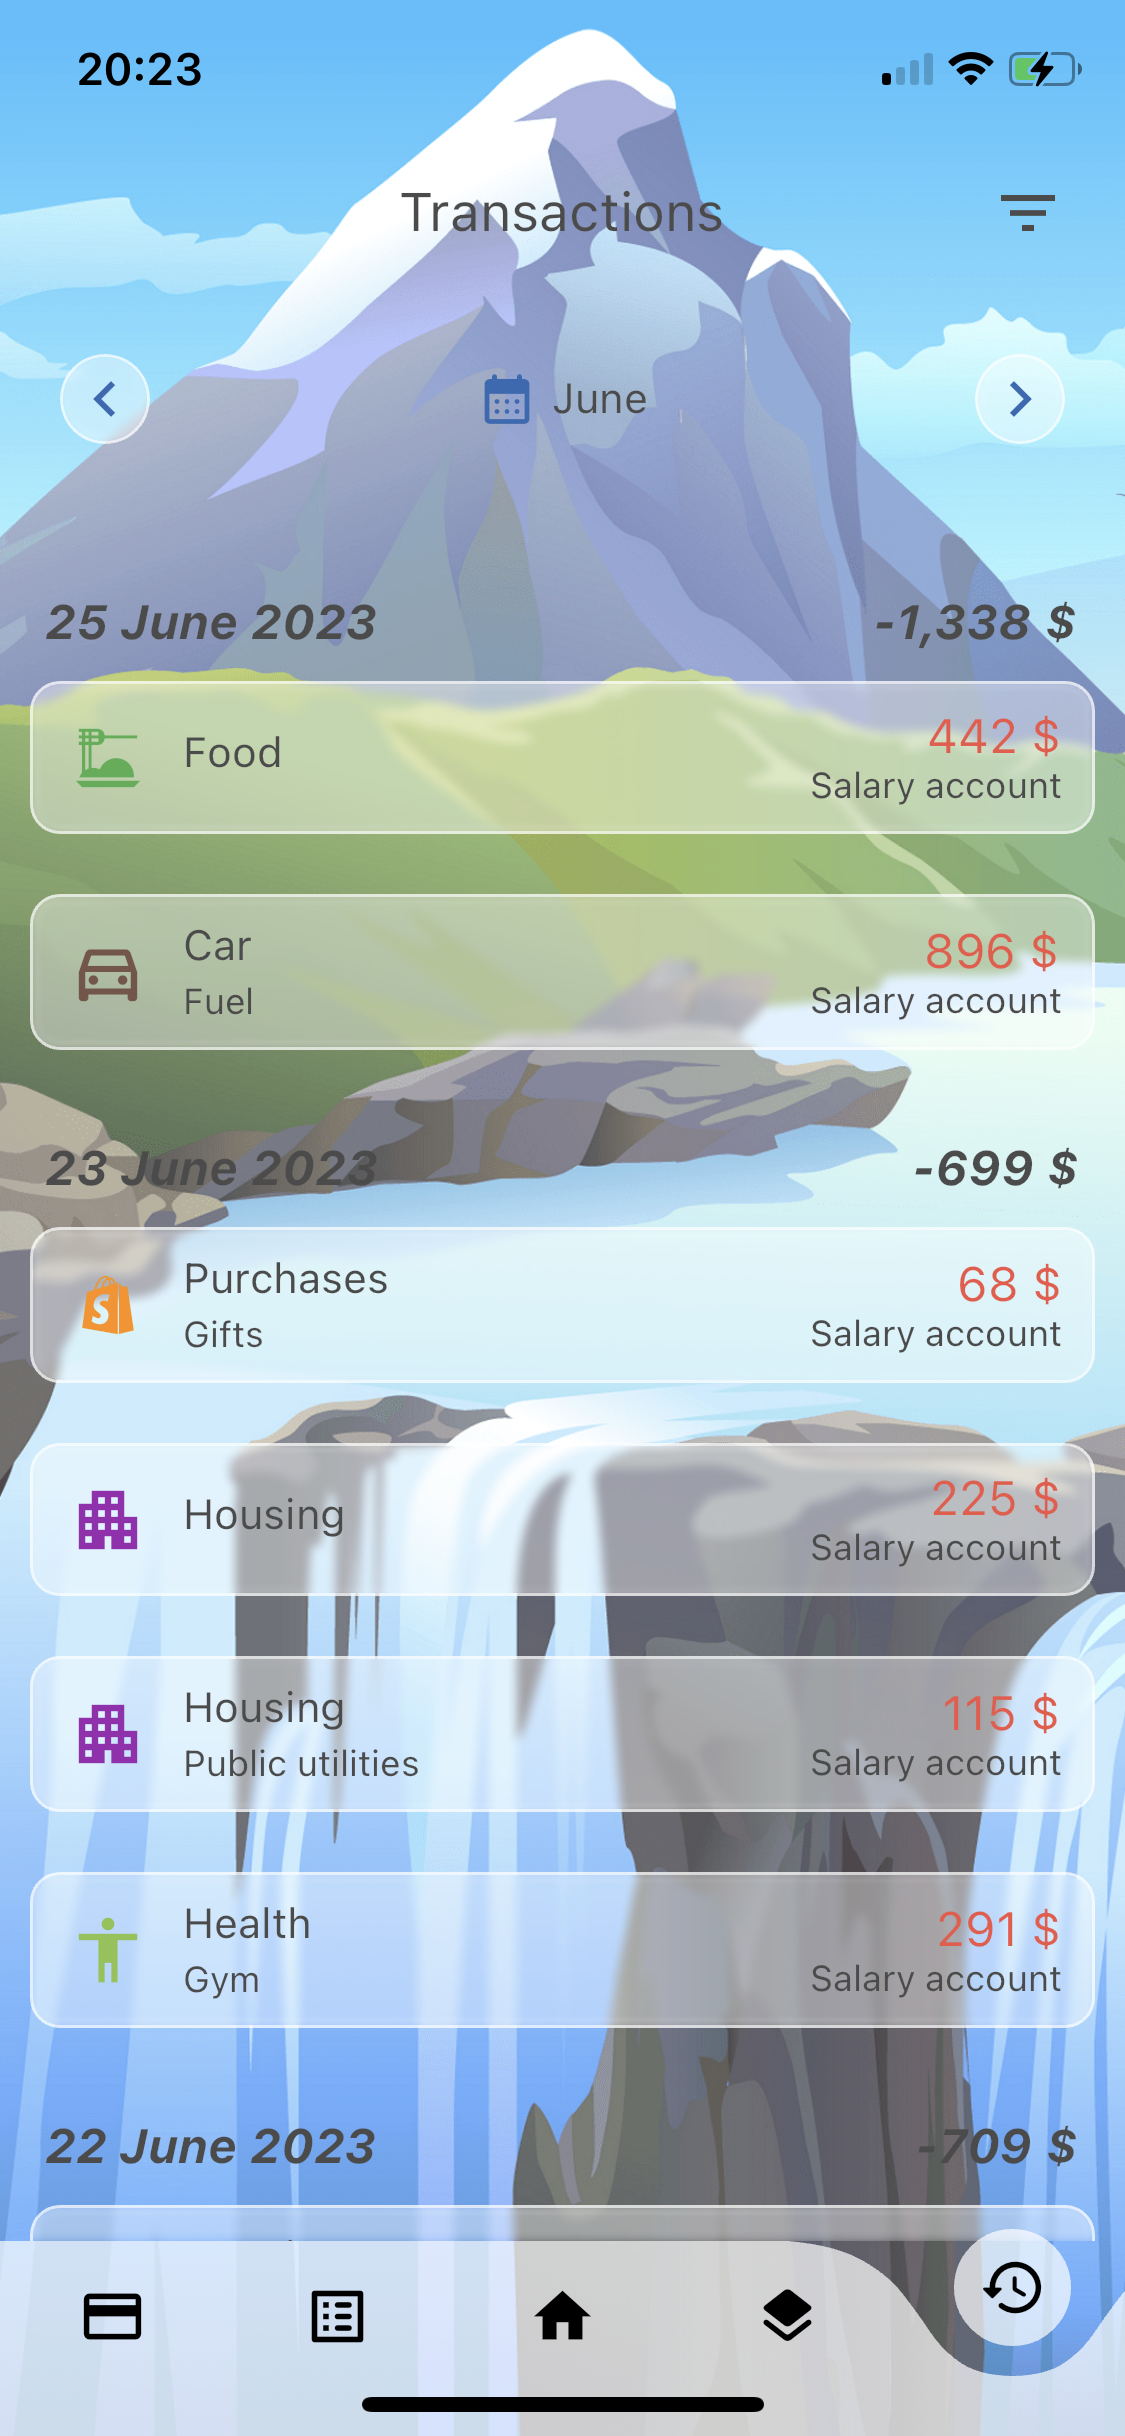 20:23
Transactions
June
25 June 2023 -1,338 $
Food 442 $
Salary account
Car 896 $
Fuel Salary account
23 June 2023 -699 $
Purchases 68 $
Gifts Salary account
Housing 225 $
Salary account
Housing 115 $
Public utilities Salary account
Health 291 $
Gym Salary account
22 June 2023 -709 $